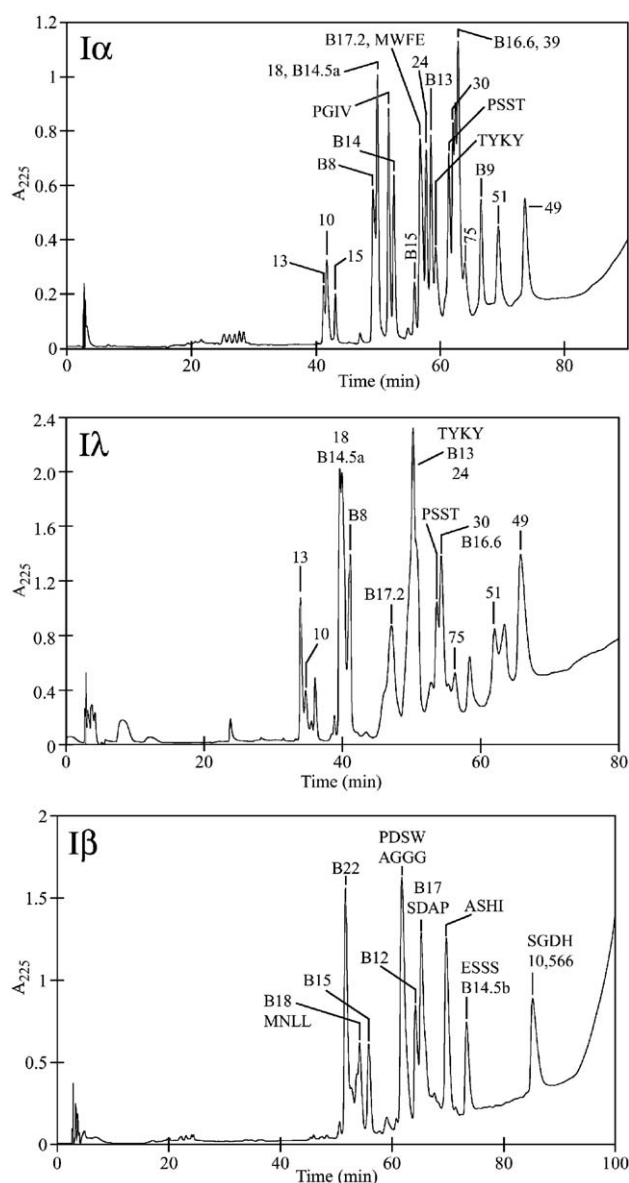 Iα
A225
1.2
1.0
0.8
0.6
0.4
0.2
0
0
20
40
60
80
Time (min)
13
10
15
B8
18, B14.5a
PGIV
B14
B15
B17.2, MWFE
24
B13
TYKY
PSST
30
B16.6, 39
75
B9
51
49
Iλ
A225
2.4
2.0
1.6
1.2
0.8
0.4
0
0
20
40
60
80
Time (min)
13
10
18
B14.5a
B8
B17.2
TYKY
B13
24
PSST
30
B16.6
75
51
49
Iβ
A225
2
1.5
1
0.5
0
0
20
40
60
80
100
Time (min)
B22
B18
MNLL
B15
PDSW
AGGG
B12
B17
SDAP
ASHI
ESSS
B14.5b
SGDH
10,566